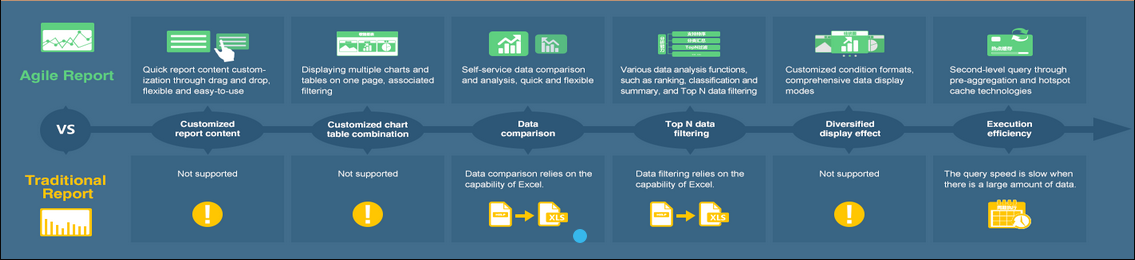 Agile Report
Quick report content custom-
ization through drag and drop,
flexible and easy-to-use
Displaying multiple charts and
tables on one page, associated
filtering
Self-service data comparison
and analysis, quick and flexible
Various data analysis functions,
such as ranking, classification and
summary, and Top N data filtering
Customized condition formats,
comprehensive data display
modes
Second-level query through
pre-aggregation and hotspot
cache technologies
VS
Customized
report content
Customized chart
table combination
Data
comparison
Top N data
filtering
Diversified
display effect
Execution
efficiency
Traditional
Report
Not supported
Not supported
Data comparison relies on the
capability of Excel.
XLS
Data filtering relies on the
capability of Excel.
XLS
Not supported
The query speed is slow when
there is a large amount of data.